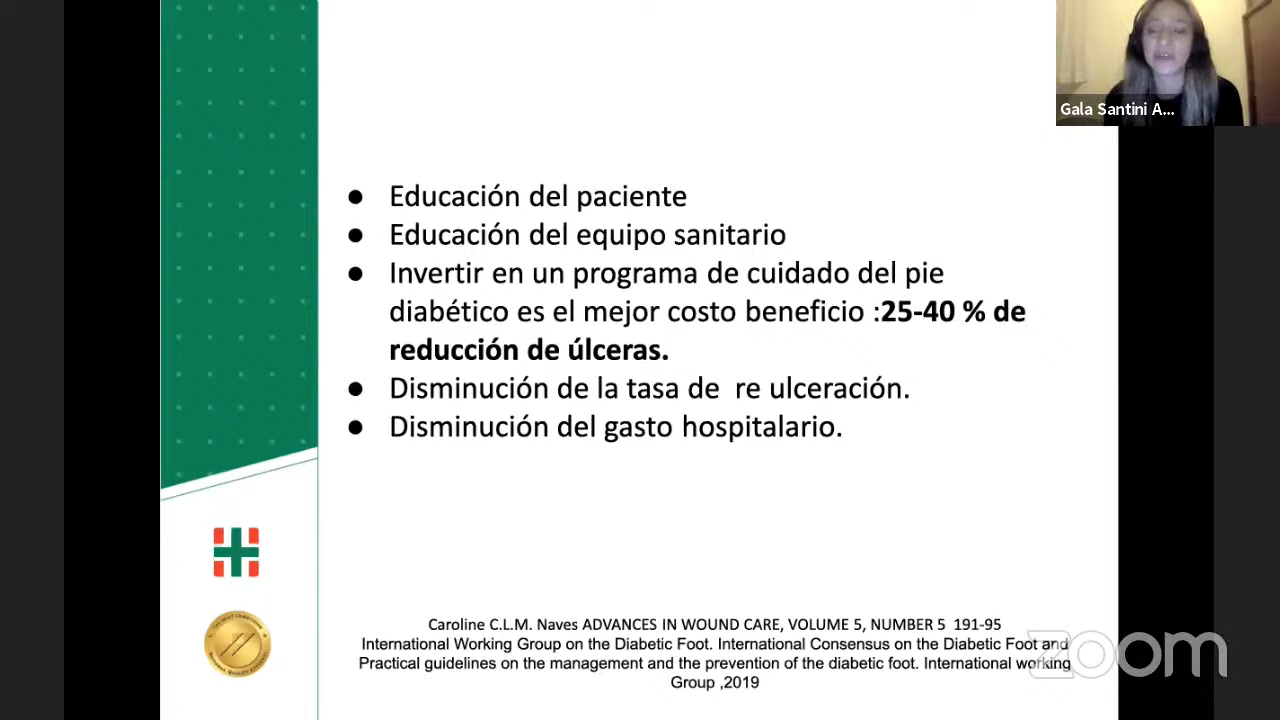 Gala Santini A...
● Educación del paciente
● Educación del equipo sanitario
● Invertir en un programa de cuidado del pie
diabético es el mejor costo beneficio :25-40 % de
reducción de úlceras.
● Disminución de la tasa de  re ulceración.
● Disminución del gasto hospitalario.
Caroline C.L.M. Naves ADVANCES IN WOUND CARE, VOLUME 5, NUMBER 5  191-95
International Working Group on the Diabetic Foot. International Consensus on the Diabetic Foot and
Practical guidelines on the management and the prevention of the diabetic foot. International working
Group ,2019
zoom